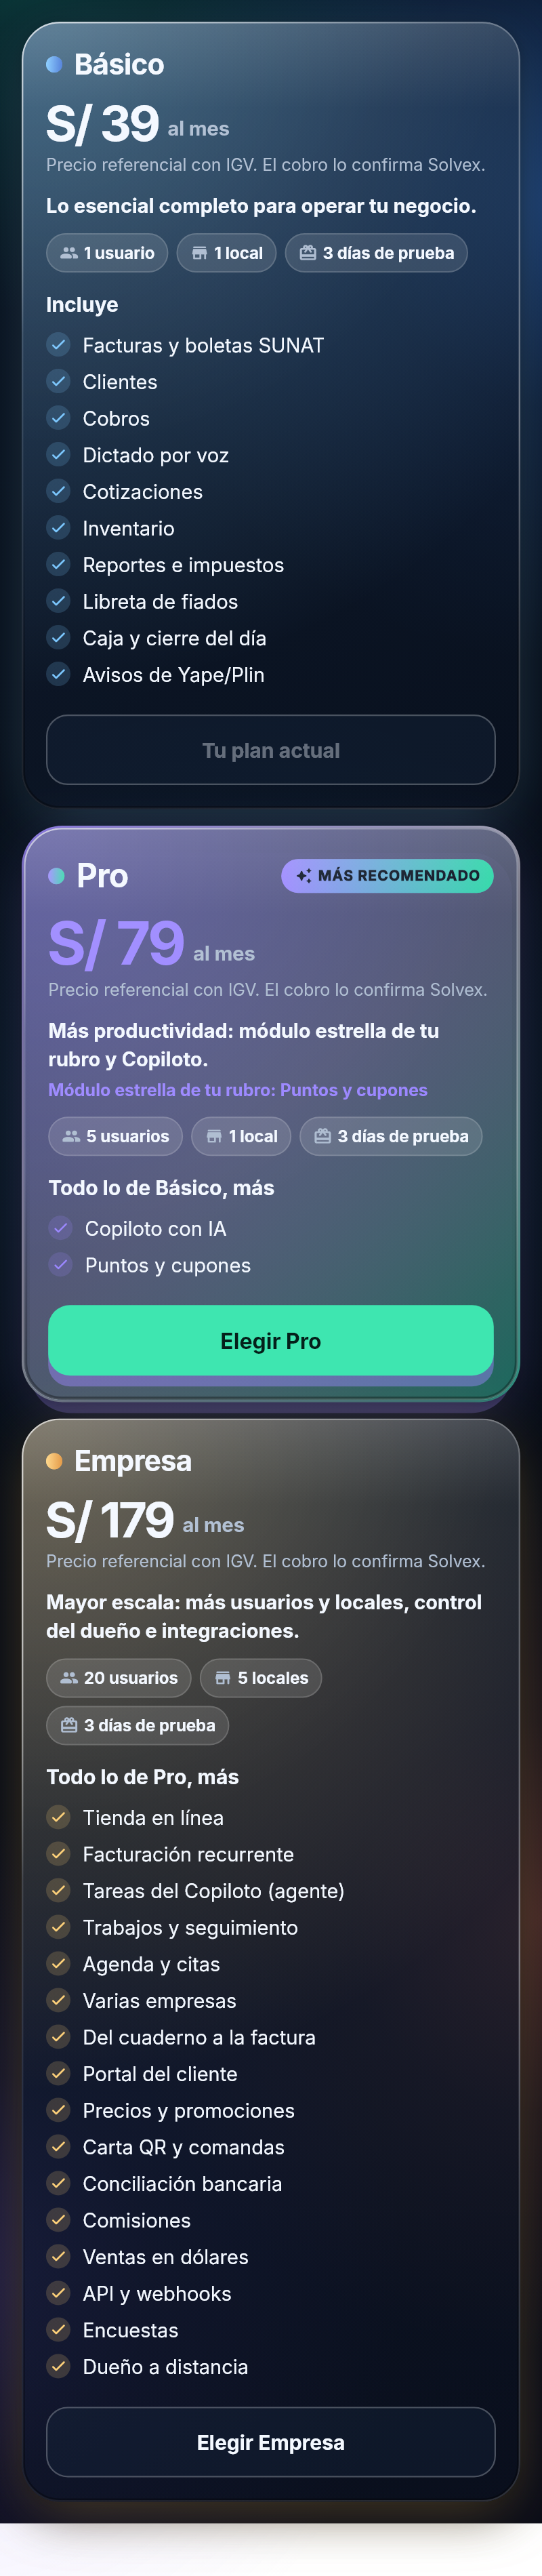 Básico
S/ 39 al mes
Precio referencial con IGV. El cobro lo confirma Solvex.
Lo esencial completo para operar tu negocio.
1 usuario 1 local 3 días de prueba
Incluye
Facturas y boletas SUNAT
Clientes
Cobros
Dictado por voz
Cotizaciones
Inventario
Reportes e impuestos
Libreta de fiados
Caja y cierre del día
Avisos de Yape/Plin
Tu plan actual
Pro MÁS RECOMENDADO
S/ 79 al mes
Precio referencial con IGV. El cobro lo confirma Solvex.
Más productividad: módulo estrella de tu
rubro y Copiloto.
Módulo estrella de tu rubro: Puntos y cupones
5 usuarios 1 local 3 días de prueba
Todo lo de Básico, más
Copiloto con IA
Puntos y cupones
Elegir Pro
Empresa
S/ 179 al mes
Precio referencial con IGV. El cobro lo confirma Solvex.
Mayor escala: más usuarios y locales, control
del dueño e integraciones.
20 usuarios 5 locales
3 días de prueba
Todo lo de Pro, más
Tienda en línea
Facturación recurrente
Tareas del Copiloto (agente)
Trabajos y seguimiento
Agenda y citas
Varias empresas
Del cuaderno a la factura
Portal del cliente
Precios y promociones
Carta QR y comandas
Conciliación bancaria
Comisiones
Ventas en dólares
API y webhooks
Encuestas
Dueño a distancia
Elegir Empresa